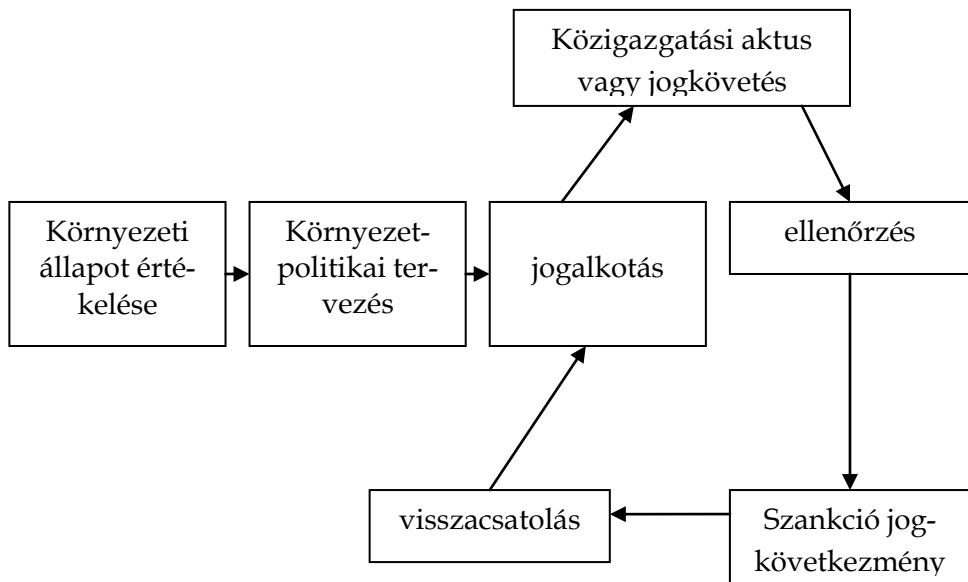 Közigazgatási aktus
vagy jogkövetés
Környezeti
állapot érté-
kelése
Környezet-
politikai ter-
vezés
jogalkotás
ellenőrzés
visszacsatolás
Szankció jog-
következmény